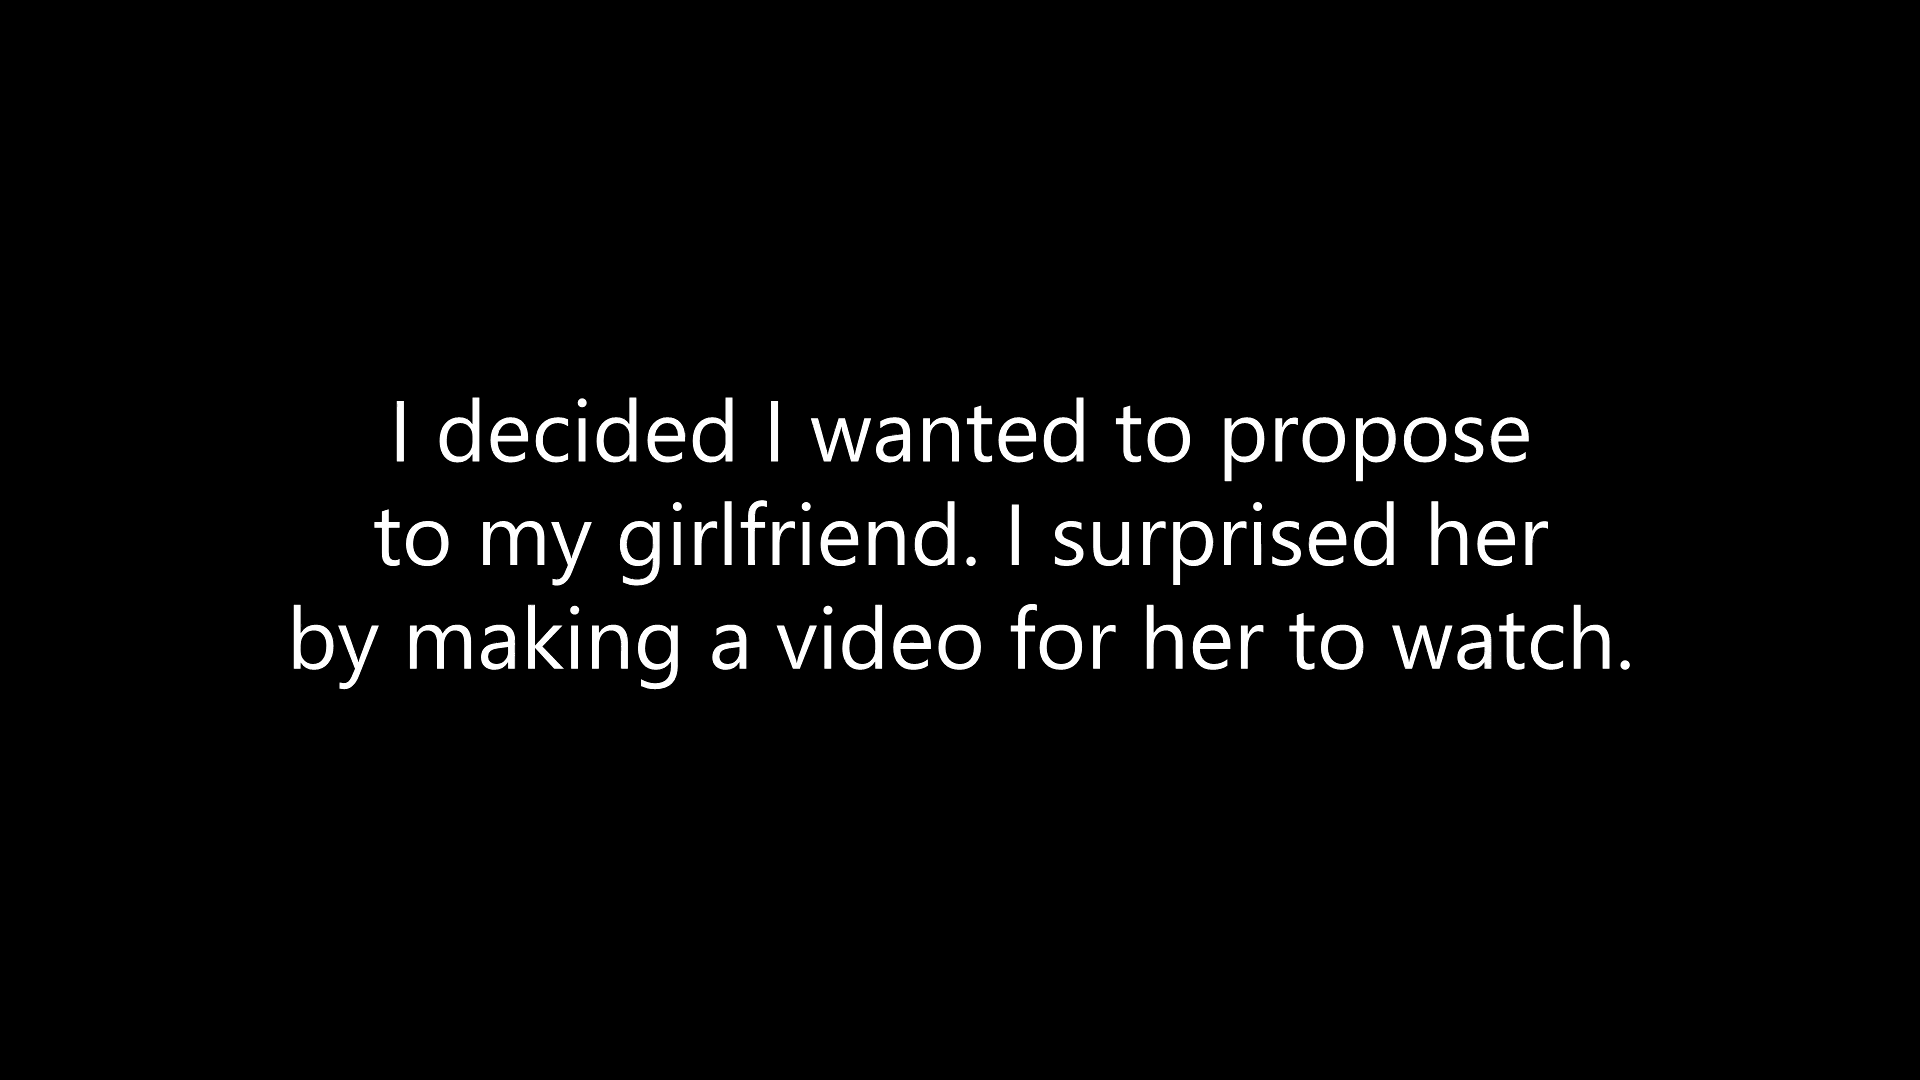 I decided I wanted to propose
to my girlfriend. I surprised her
by making a video for her to watch.